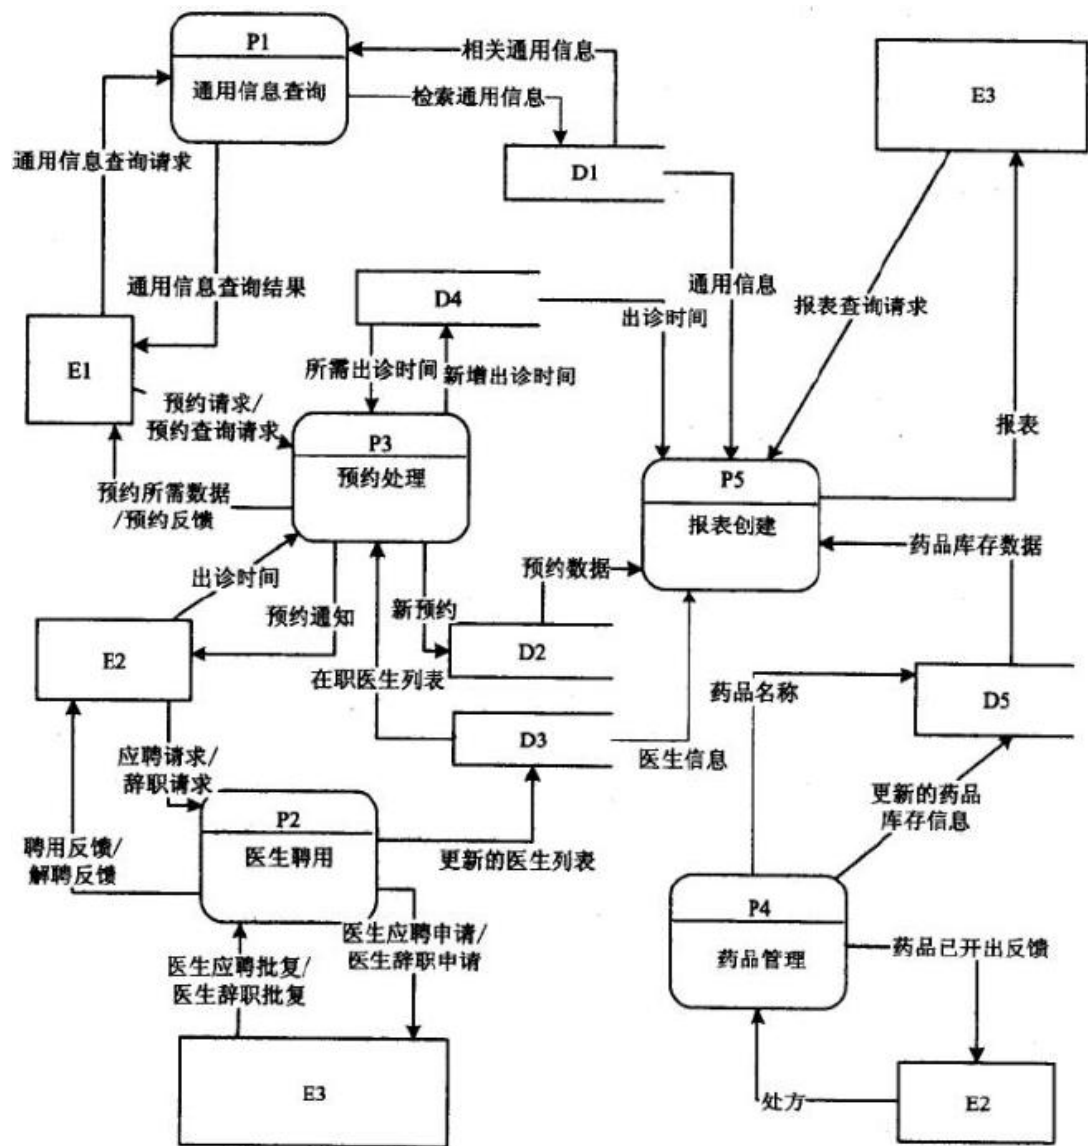 P1
通用信息查询
相关通用信息
检索通用信息
E3
通用信息查询请求
D1
通用信息查询结果
D4
通用信息
出诊时间
报表查询请求
E1
所需出诊时间
新增出诊时间
预约请求/
预约查询请求
P3
预约处理
报表
P5
报表创建
预约所需数据
/预约反馈
药品库存数据
出诊时间
预约数据
预约通知
新预约
E2
D2
在职医生列表
药品名称
D5
D3
医生信息
应聘请求/
辞职请求
更新的药品
库存信息
P2
医生聘用
聘用反馈/
解聘反馈
更新的医生列表
P4
药品管理
医生应聘申请/
医生辞职申请
药品已开出反馈
医生应聘批复/
医生辞职批复
E3
处方
E2